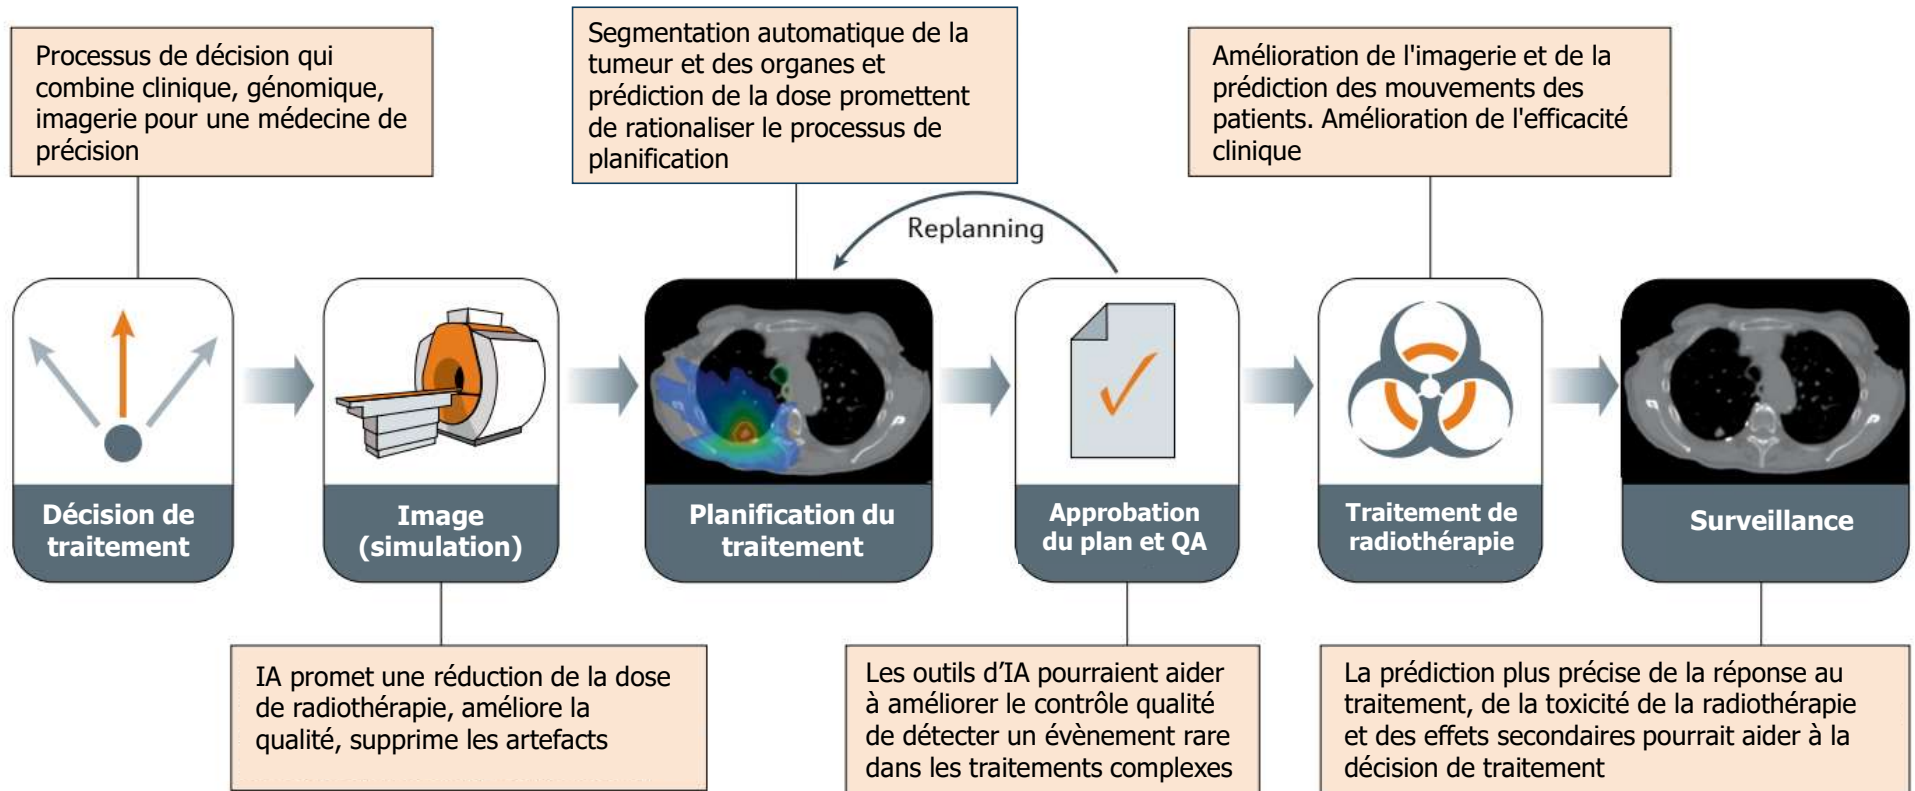 Processus de décision qui
combine clinique, génomique,
imagerie pour une médecine de
précision
Segmentation automatique de la
tumeur et des organes et
prédiction de la dose promettent
de rationaliser le processus de
planification
Amélioration de l'imagerie et de la
prédiction des mouvements des
patients. Amélioration de l'efficacité
clinique
Replanning
Décision de
traitement
Image
(simulation)
Planification du
traitement
Approbation
du plan et QA
Traitement de
radiothérapie
Surveillance
IA promet une réduction de la dose
de radiothérapie, améliore la
qualité, supprime les artefacts
Les outils d’IA pourraient aider
à améliorer le contrôle qualité
de détecter un évènement rare
dans les traitements complexes
La prédiction plus précise de la réponse au
traitement, de la toxicité de la radiothérapie
et des effets secondaires pourrait aider à la
décision de traitement